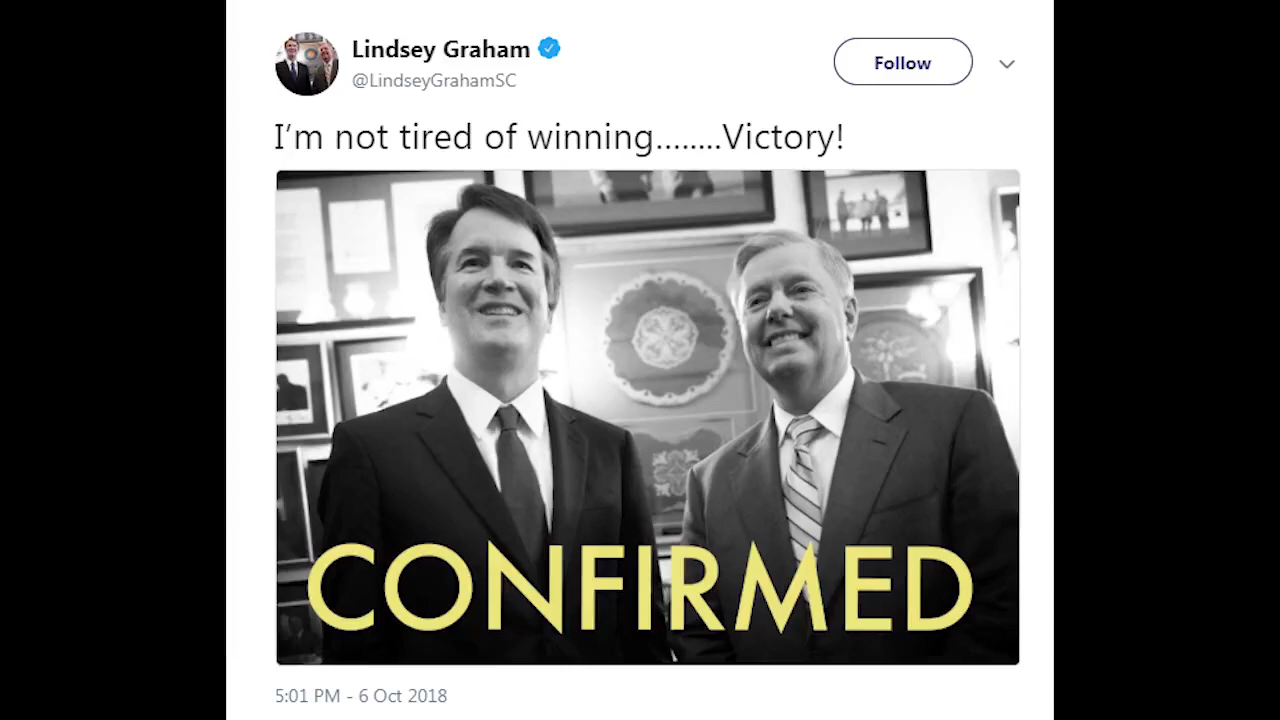 Lindsey Graham
@LindseyGrahamSC
Follow
I’m not tired of winning........Victory!
CONFIRMED
5:01 PM - 6 Oct 2018